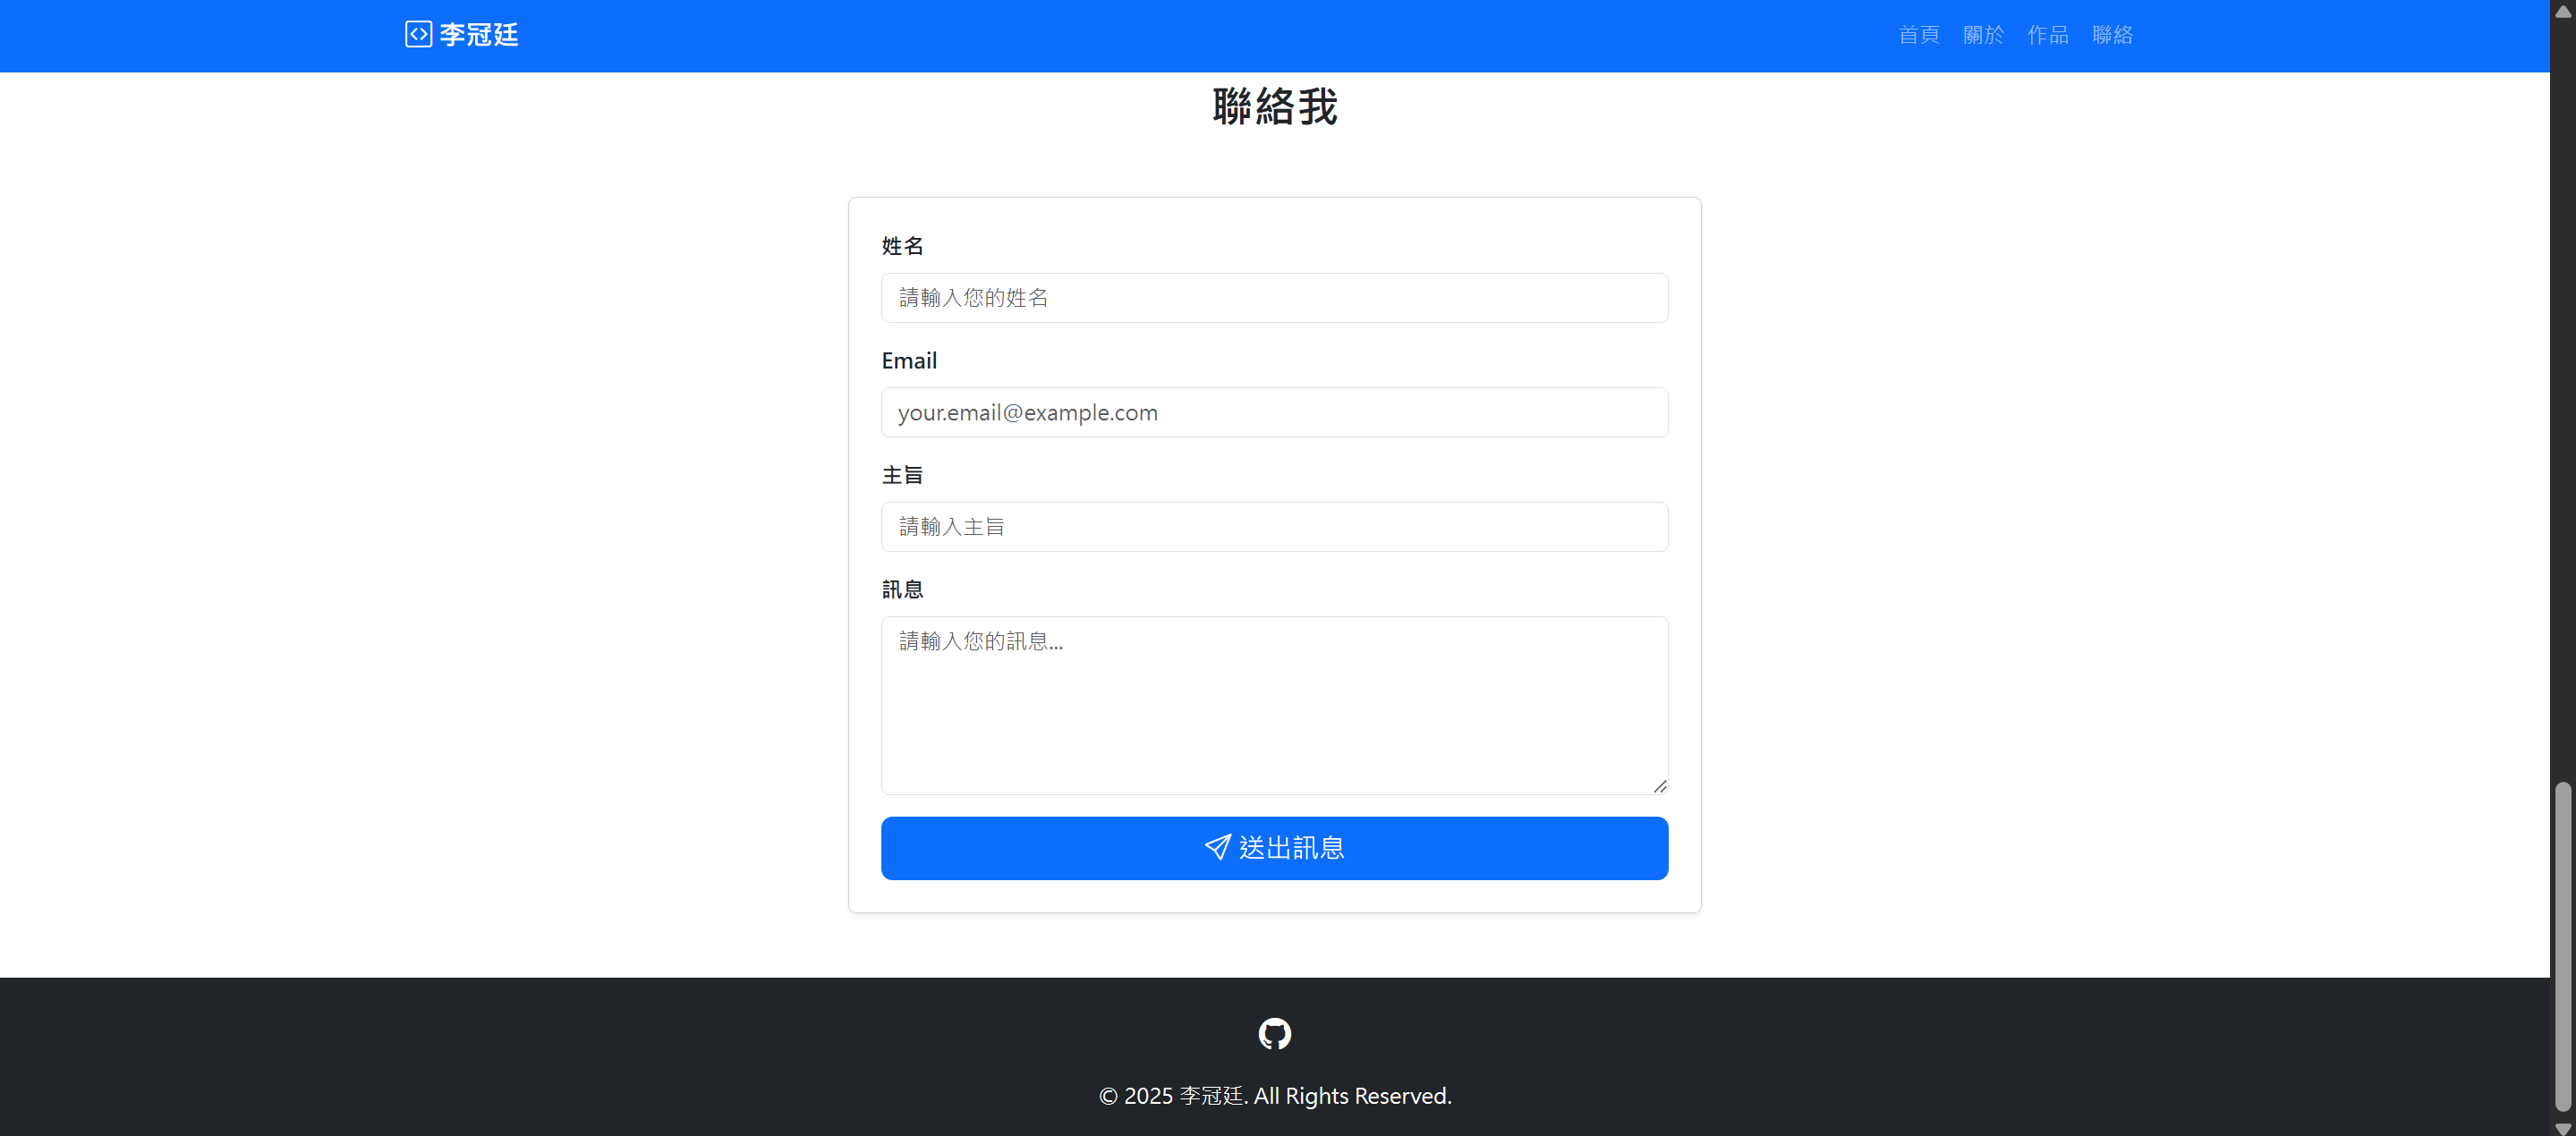 李冠廷
首頁 關於 作品 聯絡
聯絡我
姓名
請輸入您的姓名
Email
your.email@example.com
主旨
請輸入主旨
訊息
請輸入您的訊息...
送出訊息
© 2025 李冠廷. All Rights Reserved.